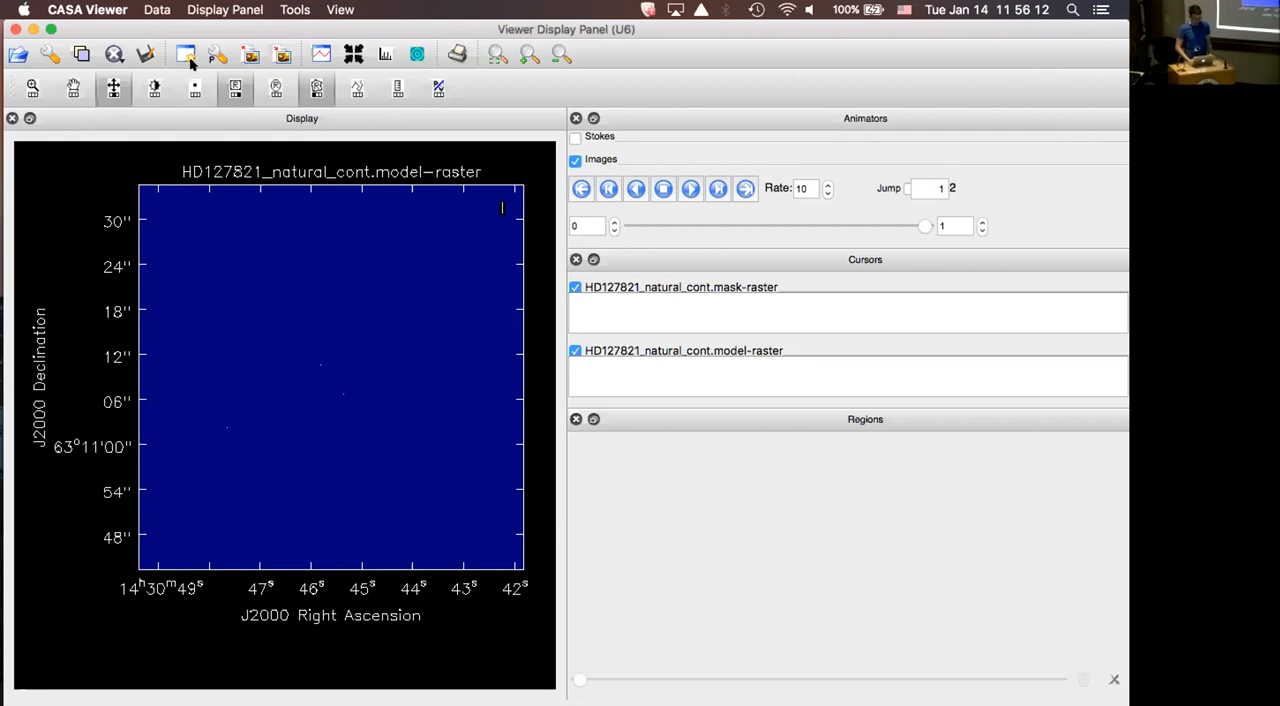 CASA Viewer Data Display Panel Tools View 100% Tue Jan 14 11 56 12
Viewer Display Panel (U6)
P
R R R
Display
HD127821_natural_cont.model-raster
I
30"
24"
18"
12"
06"
63°11'00"
54"
48"
J2000 Declination
14h30m49s 47s 46s 45s 44s 43s 42s
J2000 Right Ascension
Animators
Stokes
Images
Rate: 10 Jump 1 2
0 1
Cursors
HD127821_natural_cont.mask-raster
HD127821_natural_cont.model-raster
Regions